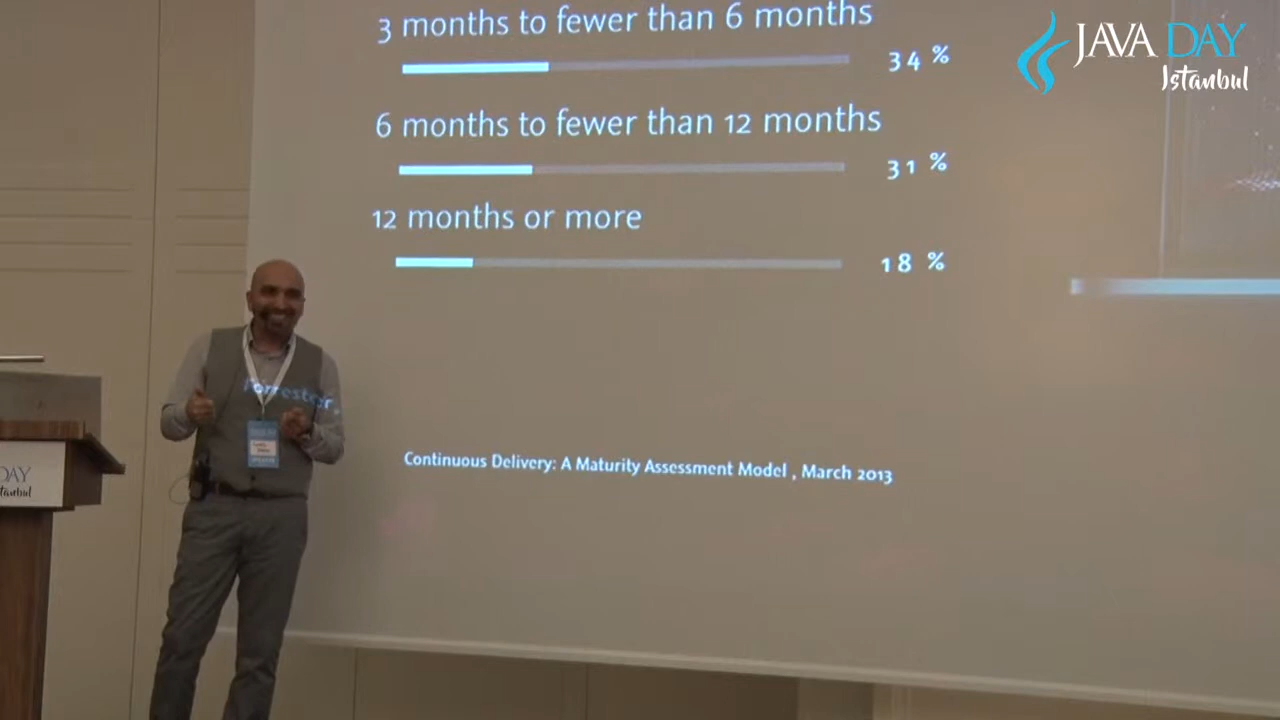 3 months to fewer than 6 months
34 %
6 months to fewer than 12 months
31 %
12 months or more
18 %
Forrester.
Continuous Delivery: A Maturity Assessment Model , March 2013
JAVA DAY
Istanbul
DAY